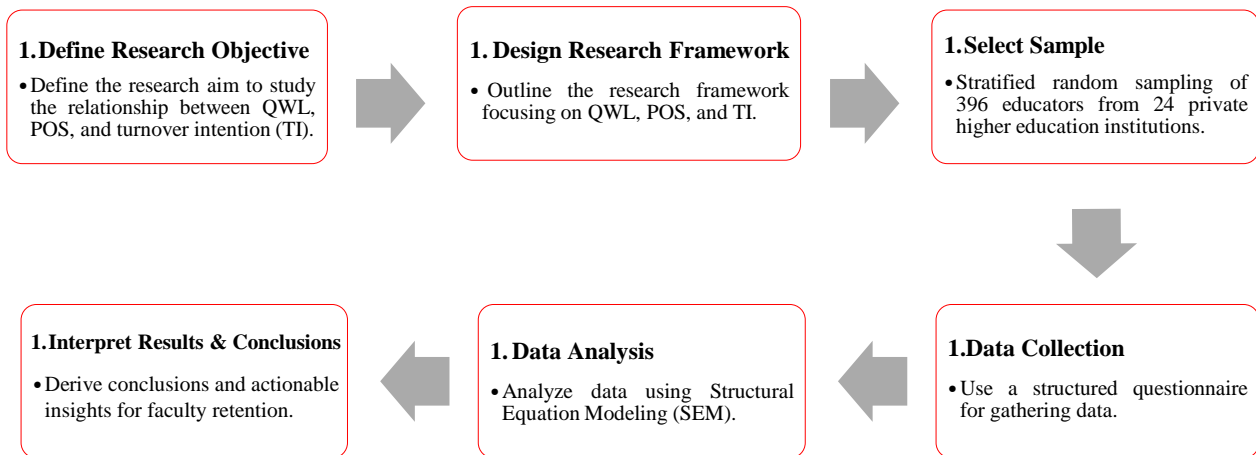 1.Define Research Objective
•Define the research aim to study
the relationship between QWL,
POS, and turnover intention (TI).
1. Design Research Framework
• Outline the research framework
focusing on QWL, POS, and TI.
1.Select Sample
•Stratified random sampling of
396 educators from 24 private
higher education institutions.
1.Data Collection
•Use a structured questionnaire
for gathering data.
1. Data Analysis
•Analyze data using Structural
Equation Modeling (SEM).
1.Interpret Results & Conclusions
•Derive conclusions and actionable
insights for faculty retention.